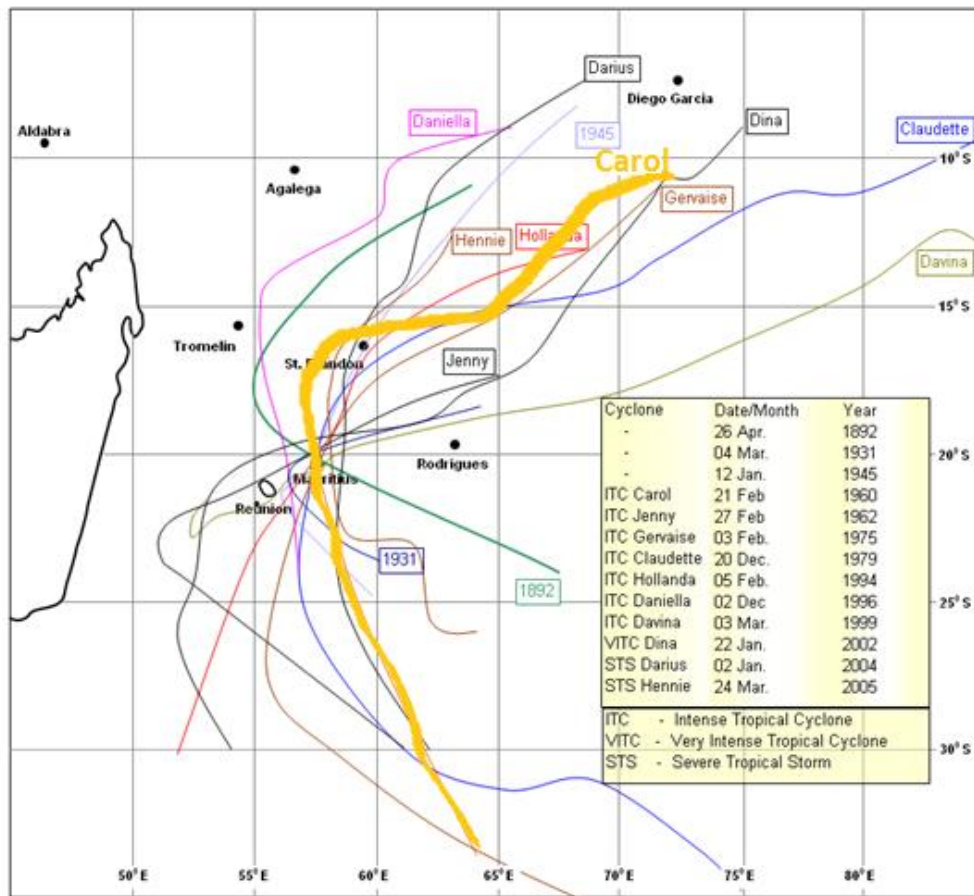 Darius
Diego Garcia
Aldabra
Daniella
1945
Dina
Claudette
Carol
10°S
Agalega
Gervaise
Hollanda
Hennie
Davina
15°S
Tromelin
St. Brandon
Jenny
Rodrigues
20°S
Mauritius
Reunion
1931
1892
25°S
30°S
Cyclone Date/Month Year
- 26 Apr. 1892
- 04 Mar. 1931
- 12 Jan. 1945
ITC Carol 21 Feb 1960
ITC Jenny 27 Feb 1962
ITC Gervaise 03 Feb. 1975
ITC Claudette 20 Dec. 1979
ITC Hollanda 05 Feb. 1994
ITC Daniella 02 Dec 1996
ITC Davina 03 Mar. 1999
VITC Dina 22 Jan. 2002
STS Darius 02 Jan. 2004
STS Hennie 24 Mar. 2005
ITC - Intense Tropical Cyclone
VITC - Very Intense Tropical Cyclone
STS - Severe Tropical Storm
50°E 55°E 60°E 65°E 70°E 75°E 80°E